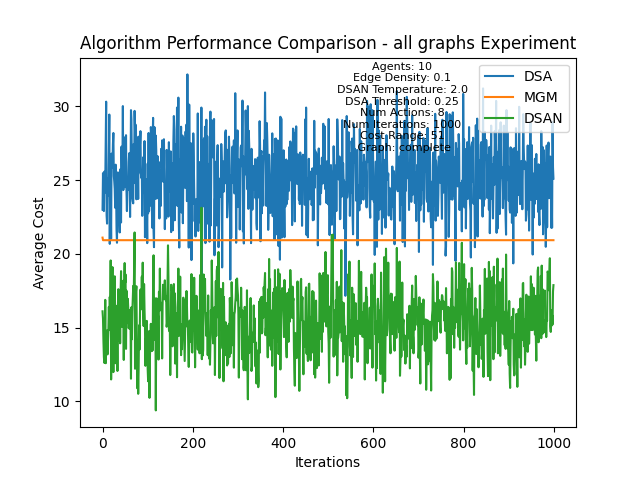 Algorithm Performance Comparison - all graphs Experiment
Agents: 10
Edge Density: 0.1
DSAN Temperature: 2.0
DSA Threshold: 0.25
Num Actions: 8
Num Iterations: 1000
Cost Range: 51
Graph: complete
DSA
MGM
DSAN
30
25
20
15
10
Average Cost
0
200
400
600
800
1000
Iterations